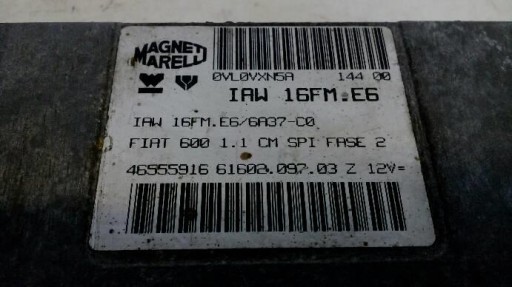 MAGNETI
MARELLI
0VL0VXN5A 144 00
IAW 16FM.E6
IAW 16FM.E6/6A37-C0
FIAT 600 1.1 CM SPI FASE 2
46555916 61602.097.03 Z 12V=